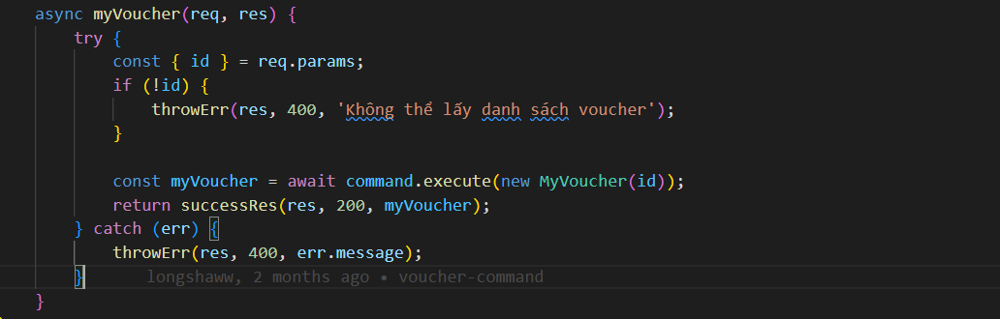 async myVoucher(req, res) {
    try {
        const { id } = req.params;
        if (!id) {
            throwErr(res, 400, 'Không thể lấy danh sách voucher');
        }

        const myVoucher = await command.execute(new MyVoucher(id));
        return successRes(res, 200, myVoucher);
    } catch (err) {
        throwErr(res, 400, err.message);
    }    longshaww, 2 months ago • voucher-command
}